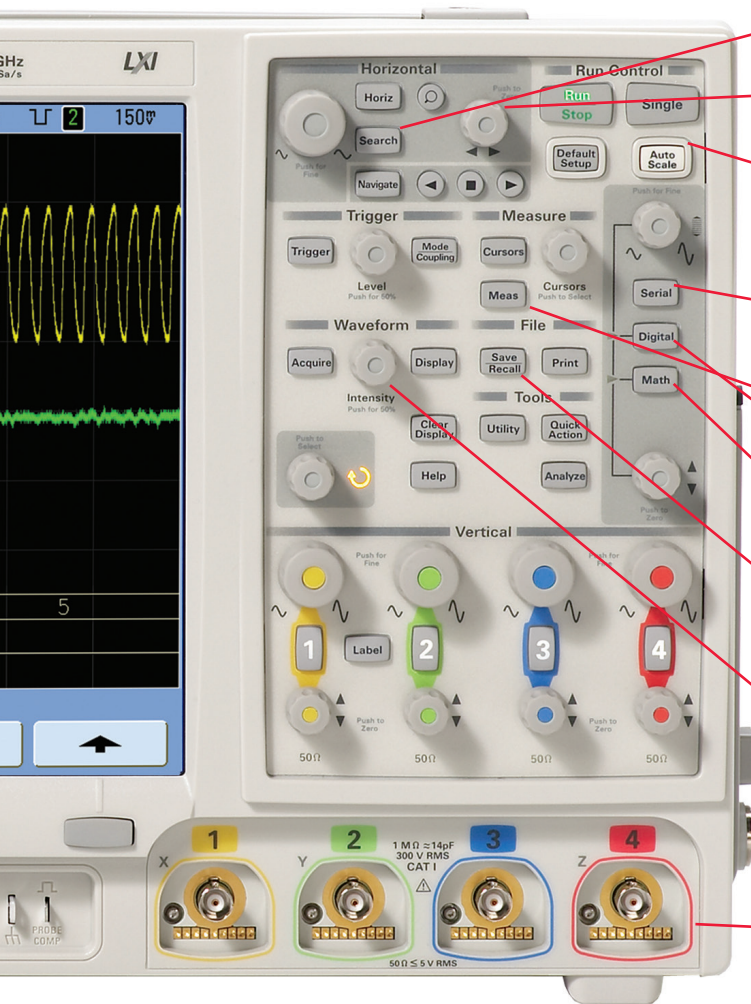 GHz
Sa/s
LXI
2 150
5
Horizontal
Horiz
Push to
Zero
Search
Push for
Fine
Navigate
Run Control
Run
Stop
Single
Default
Setup
Auto
Scale
Push for Fine
Trigger
Measure
Trigger
Mode
Coupling
Cursors
Level
Push for 50%
Cursors
Push to Select
Meas
Serial
Digital
Math
Waveform
File
Acquire
Display
Save
Recall
Print
Intensity
Push for 50%
Tools
Clear
Display
Utility
Quick
Action
Push to
Select
Help
Analyze
Push to
Zero
Vertical
Push for
Fine
Push for
Fine
1
Label
2
3
4
Push to
Zero
Push to
Zero
50Ω
50Ω
50Ω
50Ω
1
2
3
4
X
Y
Z
1 MΩ ≈14pF
300 V RMS
CAT I
50Ω ≤ 5 V RMS
PROBE
COMP